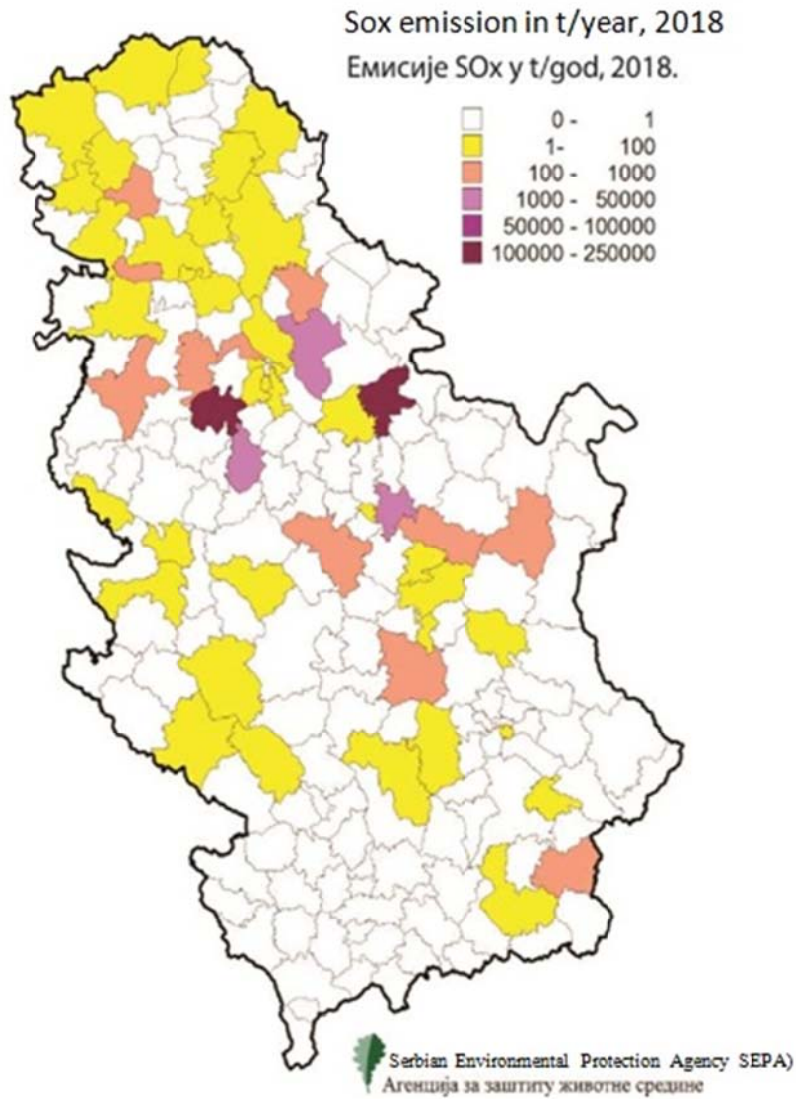 Sox emission in t/year, 2018
Емисије SOx у t/god, 2018.
0 - 1
1- 100
100 - 1000
1000 - 50000
50000 - 100000
100000 - 250000
Serbian Environmental Protection Agency SEPA)
Агенција за заштиту животне средине